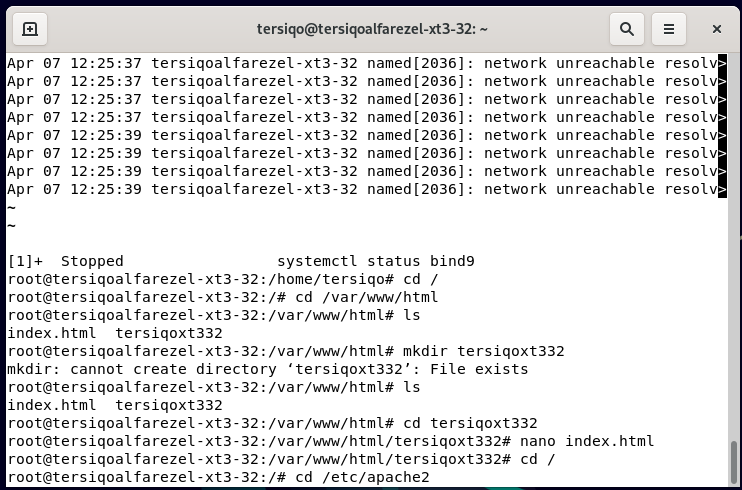 tersiqo@tersiqoalfarezel-xt3-32: ~
Apr 07 12:25:37 tersiqoalfarezel-xt3-32 named[2036]: network unreachable resolv>
Apr 07 12:25:37 tersiqoalfarezel-xt3-32 named[2036]: network unreachable resolv>
Apr 07 12:25:37 tersiqoalfarezel-xt3-32 named[2036]: network unreachable resolv>
Apr 07 12:25:37 tersiqoalfarezel-xt3-32 named[2036]: network unreachable resolv>
Apr 07 12:25:39 tersiqoalfarezel-xt3-32 named[2036]: network unreachable resolv>
Apr 07 12:25:39 tersiqoalfarezel-xt3-32 named[2036]: network unreachable resolv>
Apr 07 12:25:39 tersiqoalfarezel-xt3-32 named[2036]: network unreachable resolv>
Apr 07 12:25:39 tersiqoalfarezel-xt3-32 named[2036]: network unreachable resolv>
~
~
[1]+  Stopped                 systemctl status bind9
root@tersiqoalfarezel-xt3-32:/home/tersiqo# cd /
root@tersiqoalfarezel-xt3-32:/# cd /var/www/html
root@tersiqoalfarezel-xt3-32:/var/www/html# ls
index.html  tersiqoxt332
root@tersiqoalfarezel-xt3-32:/var/www/html# mkdir tersiqoxt332
mkdir: cannot create directory ‘tersiqoxt332’: File exists
root@tersiqoalfarezel-xt3-32:/var/www/html# ls
index.html  tersiqoxt332
root@tersiqoalfarezel-xt3-32:/var/www/html# cd tersiqoxt332
root@tersiqoalfarezel-xt3-32:/var/www/html/tersiqoxt332# nano index.html
root@tersiqoalfarezel-xt3-32:/var/www/html/tersiqoxt332# cd /
root@tersiqoalfarezel-xt3-32:/# cd /etc/apache2